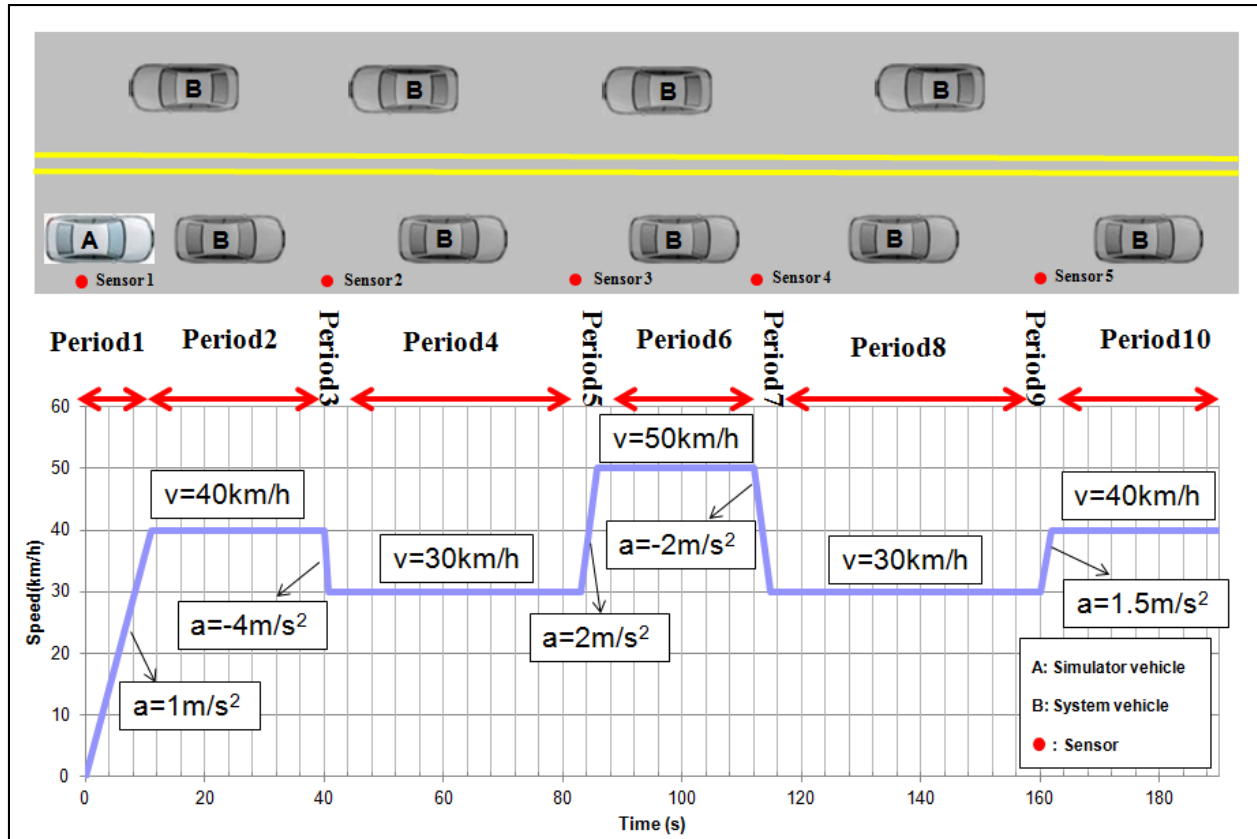 B B B B
A B B B B B
Sensor 1 Sensor 2 Sensor 3 Sensor 4 Sensor 5
Period1 Period2 Period3 Period4 Period5 Period6 Period7 Period8 Period9 Period10
60
50
40
30
20
10
0
Speed(km/h)
v=40km/h
a=1m/s²
a=-4m/s²
v=30km/h
a=2m/s²
v=50km/h
a=-2m/s²
v=30km/h
v=40km/h
a=1.5m/s²
A: Simulator vehicle
B: System vehicle
: Sensor
0 20 40 60 80 100 120 140 160 180
Time (s)